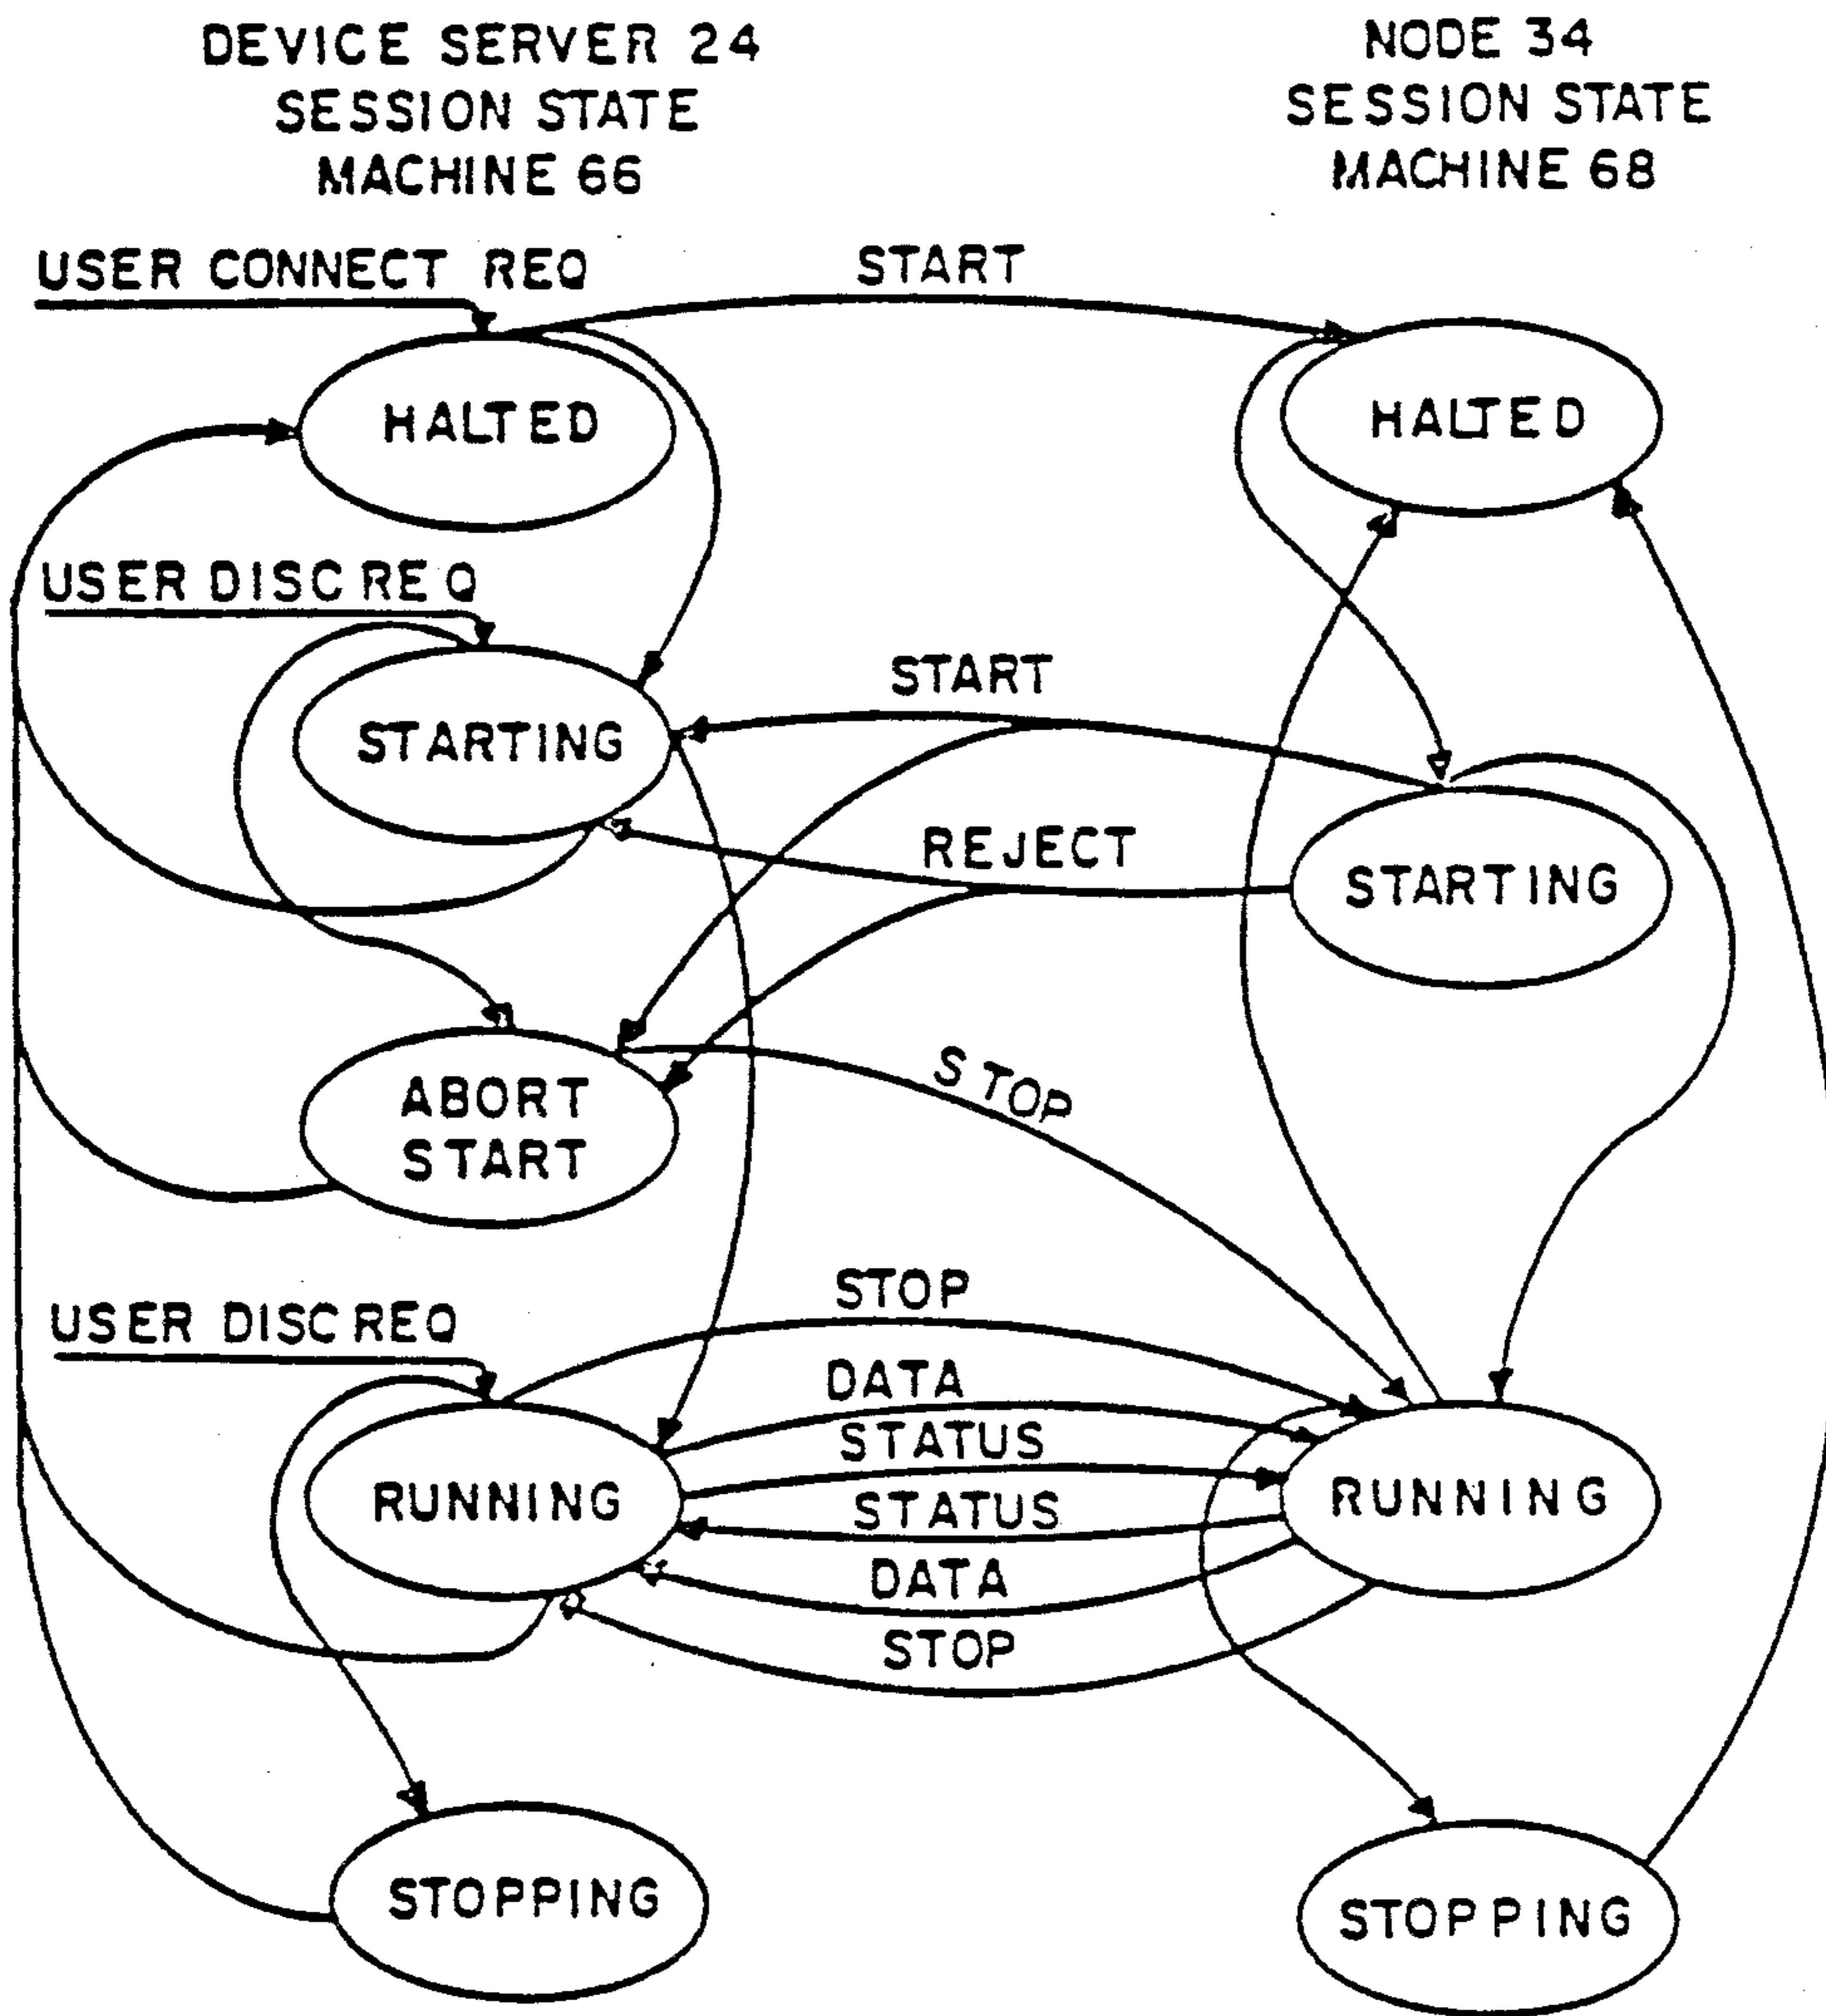 DEVICE SERVER 24
SESSION STATE
MACHINE 66
NODE 34
SESSION STATE
MACHINE 68
USER CONNECT REQ
START
HALTED
HALTED
USER DISC REQ
START
STARTING
REJECT
STARTING
STOP
ABORT
START
STOP
USER DISC REQ
DATA
STATUS
RUNNING
RUNNING
STATUS
DATA
STOP
STOPPING
STOPPING